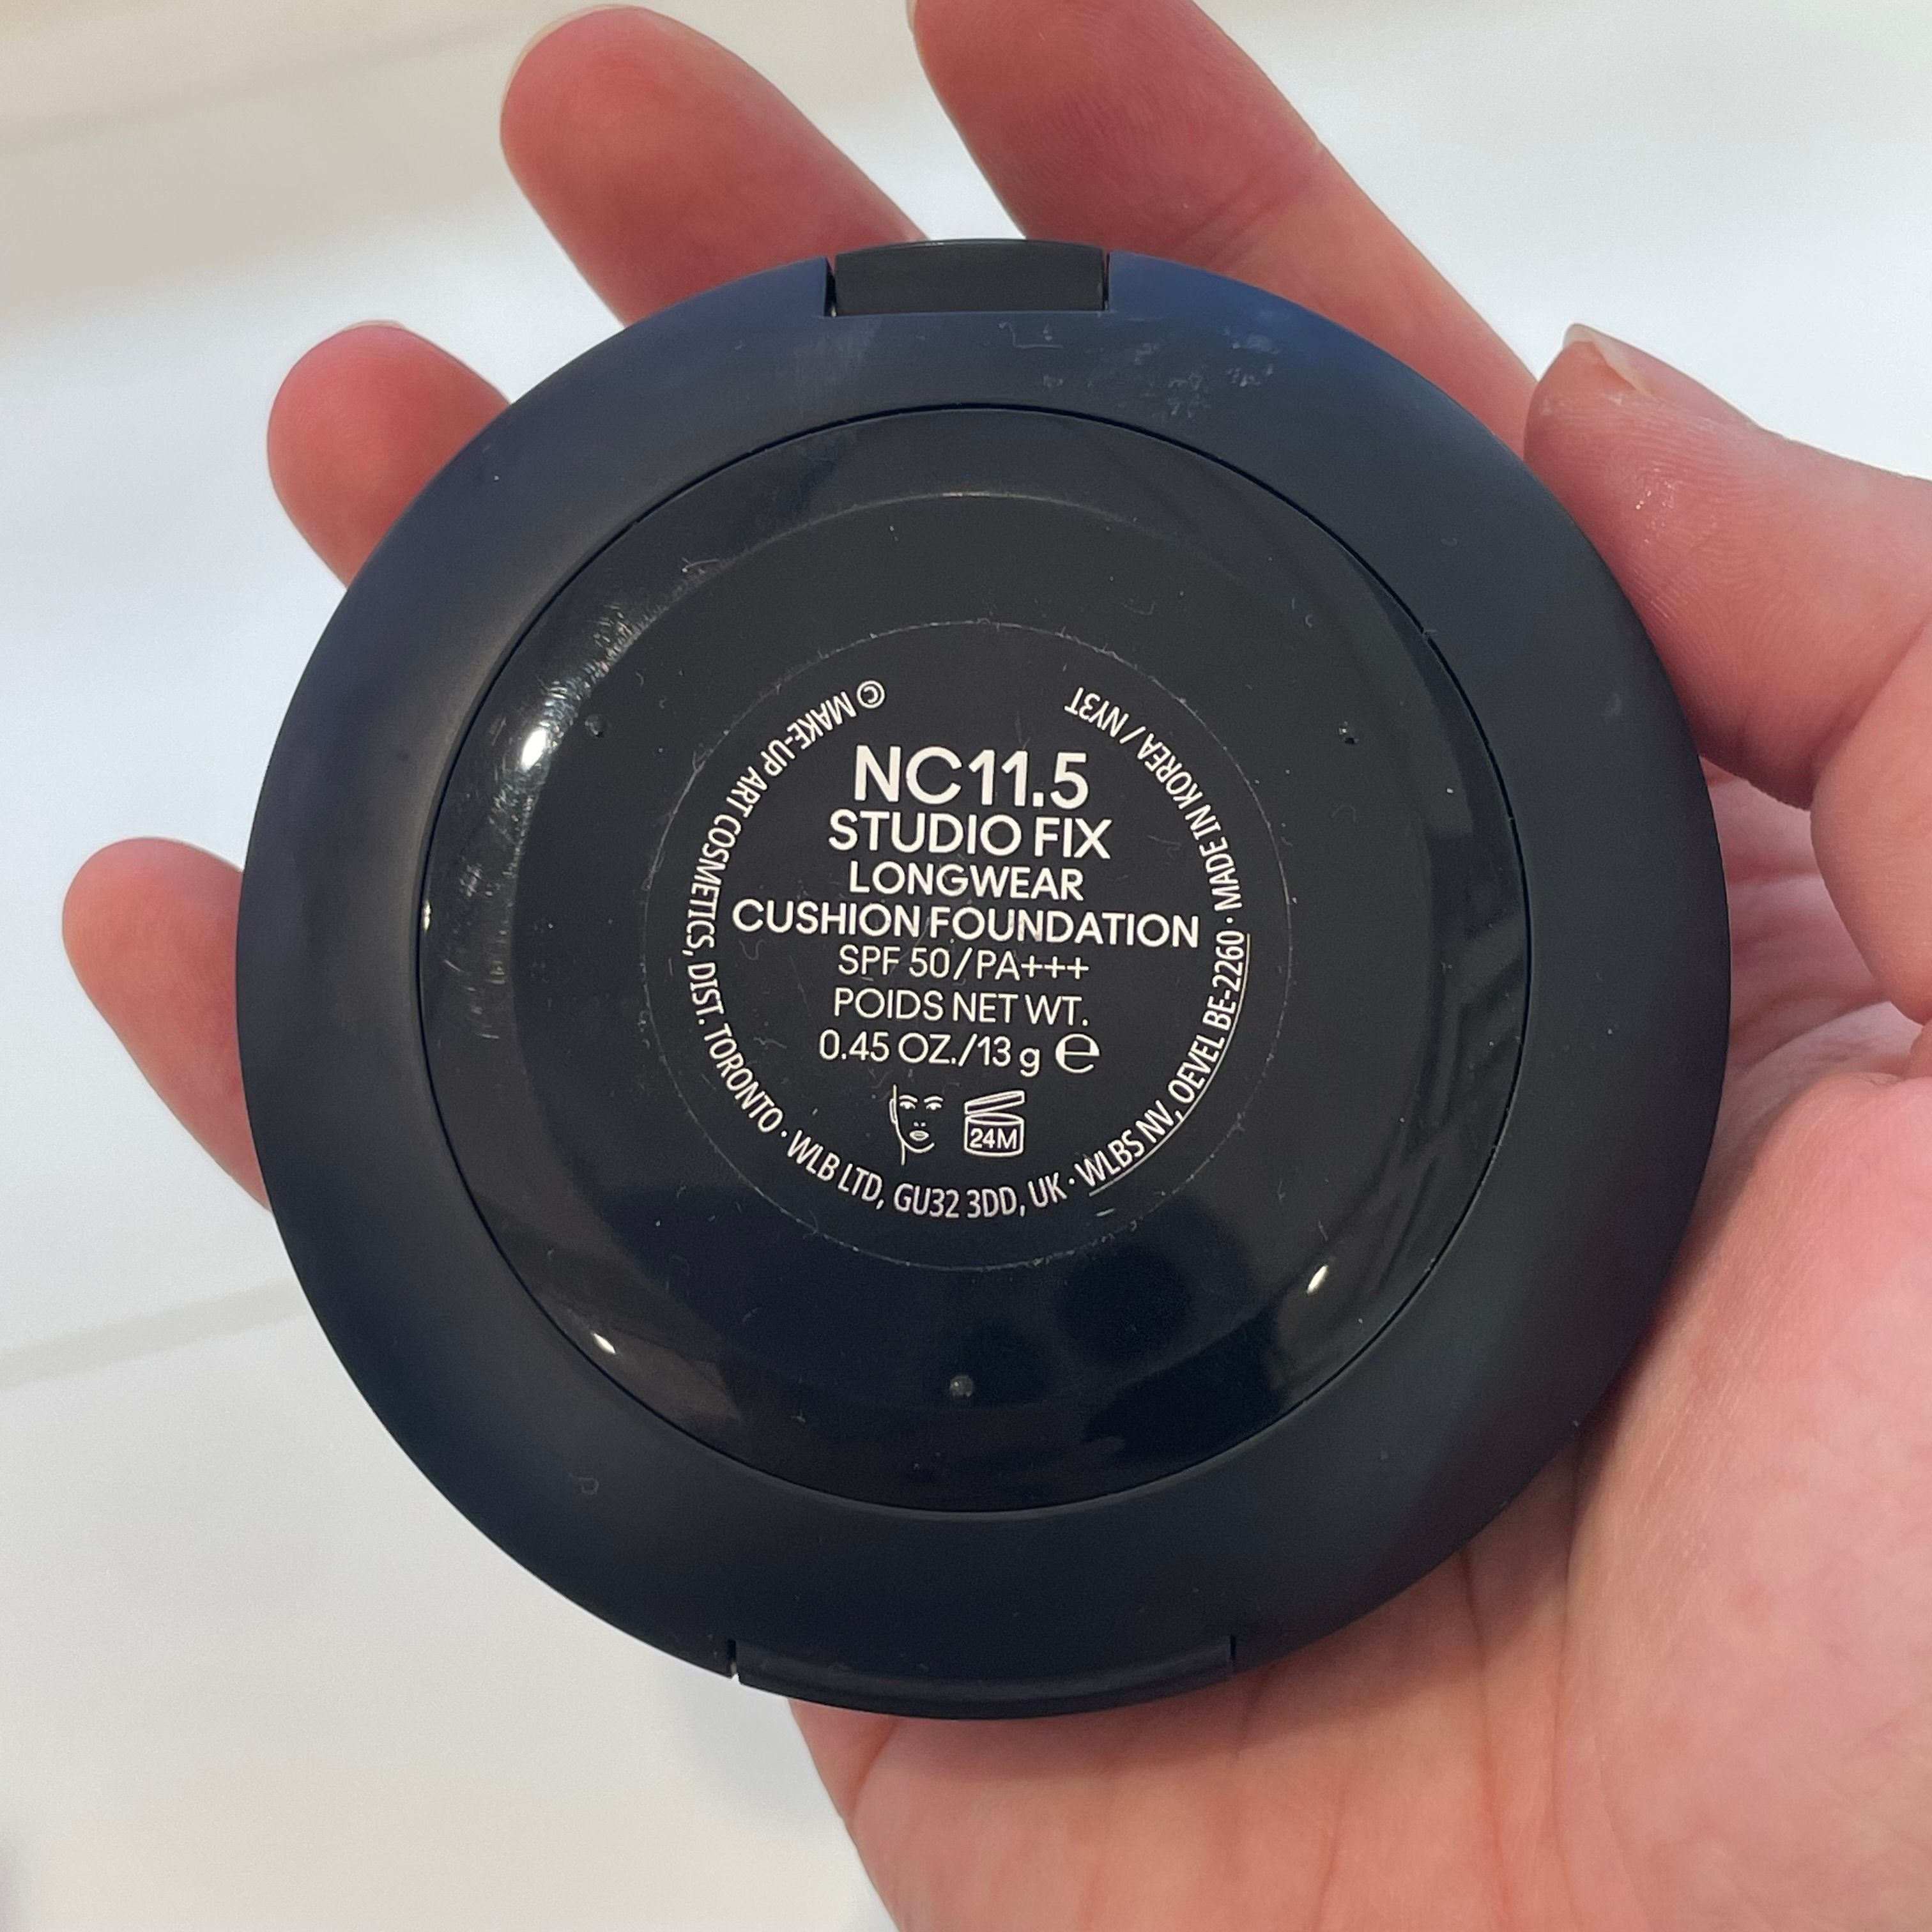 NC11.5
STUDIO FIX
LONGWEAR
CUSHION FOUNDATION
SPF 50/PA+++
POIDS NET WT.
0.45 OZ./13 g ℮
24M
© MAKE-UP ART COSMETICS, DIST. TORONTO · WLB LTD, GU32 3DD, UK · WLBS NV, OEVEL BE-2260 · MADE IN KOREA / NY3T